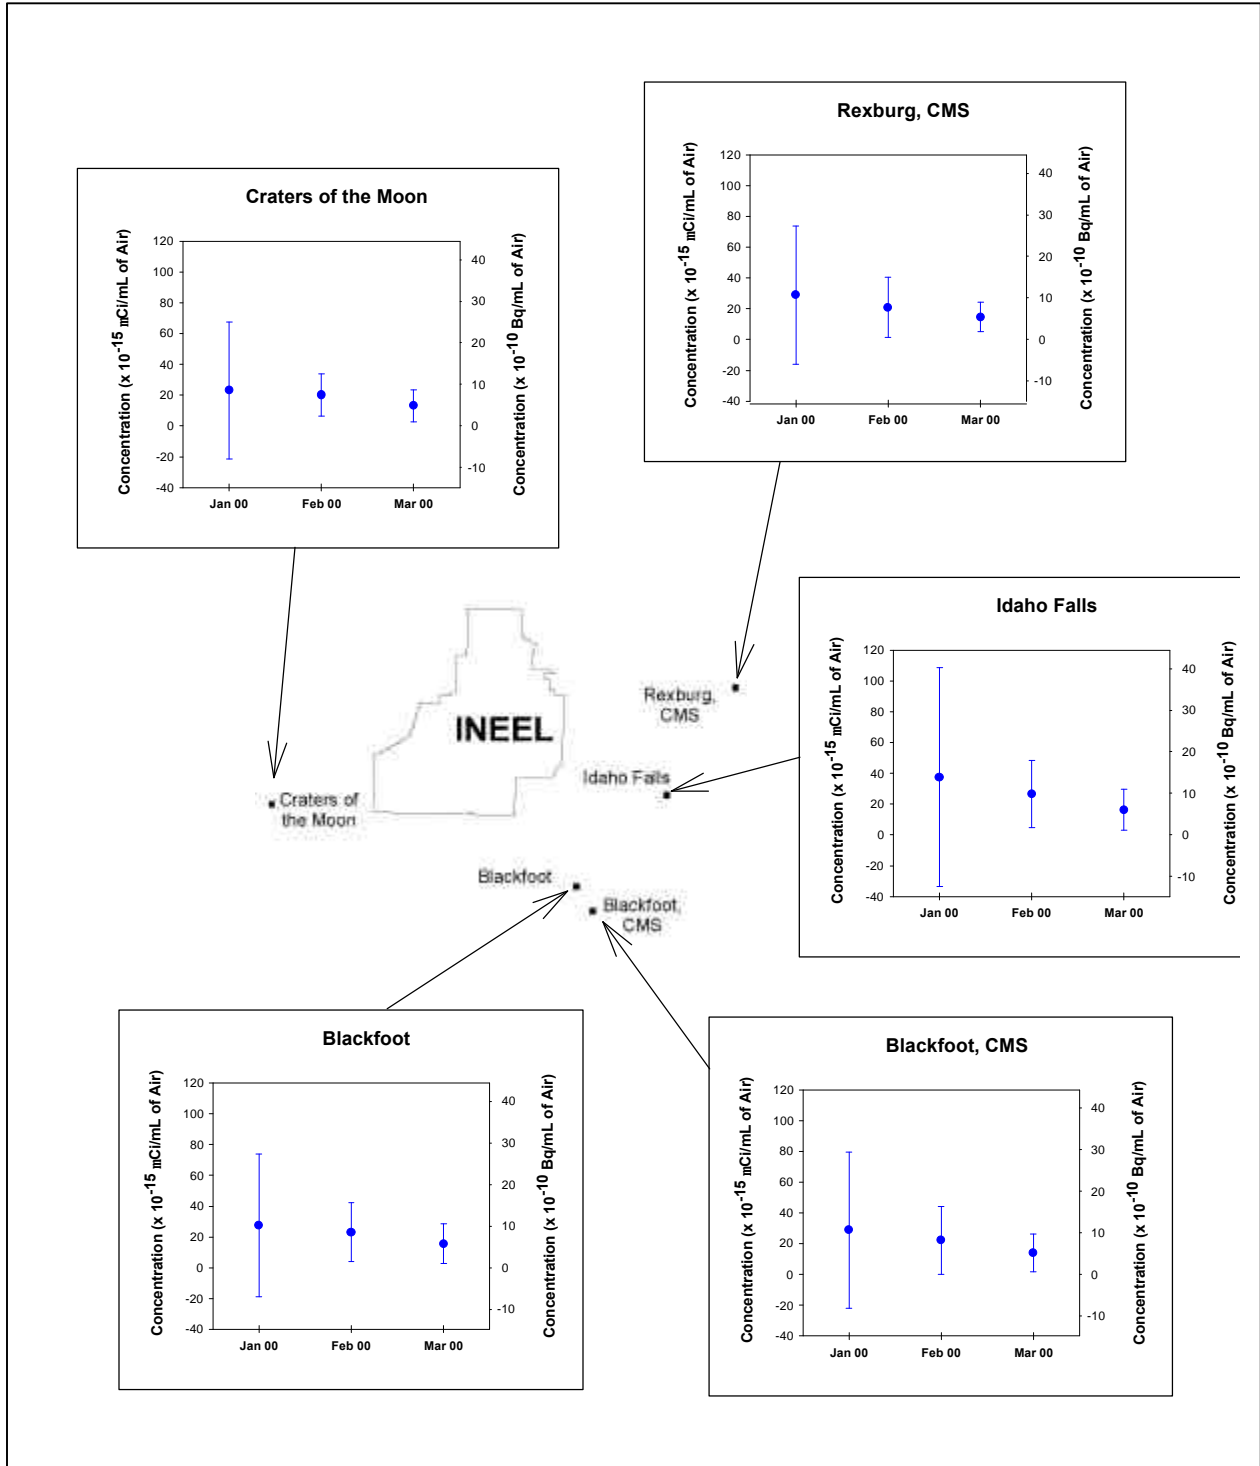 Rexburg, CMS
Concentration (x 10-15 mCi/mL of Air)
120
100
80
60
40
20
0
-20
-40
Jan 00 Feb 00 Mar 00
40
30
20
10
0
-10
Concentration (x 10-10 Bq/mL of Air)
Craters of the Moon
Concentration (x 10-15 mCi/mL of Air)
120
100
80
60
40
20
0
-20
-40
Jan 00 Feb 00 Mar 00
40
30
20
10
0
-10
Concentration (x 10-10 Bq/mL of Air)
Idaho Falls
Concentration (x 10-15 mCi/mL of Air)
120
100
80
60
40
20
0
-20
-40
Jan 00 Feb 00 Mar 00
40
30
20
10
0
-10
Concentration (x 10-10 Bq/mL of Air)
INEEL
Rexburg,
CMS
Idaho Falls
Craters of
the Moon
Blackfoot
Blackfoot,
CMS
Blackfoot
Concentration (x 10-15 mCi/mL of Air)
120
100
80
60
40
20
0
-20
-40
Jan 00 Feb 00 Mar 00
40
30
20
10
0
-10
Concentration (x 10-10 Bq/mL of Air)
Blackfoot, CMS
Concentration (x 10-15 mCi/mL of Air)
120
100
80
60
40
20
0
-20
-40
Jan 00 Feb 00 Mar 00
40
30
20
10
0
-10
Concentration (x 10-10 Bq/mL of Air)